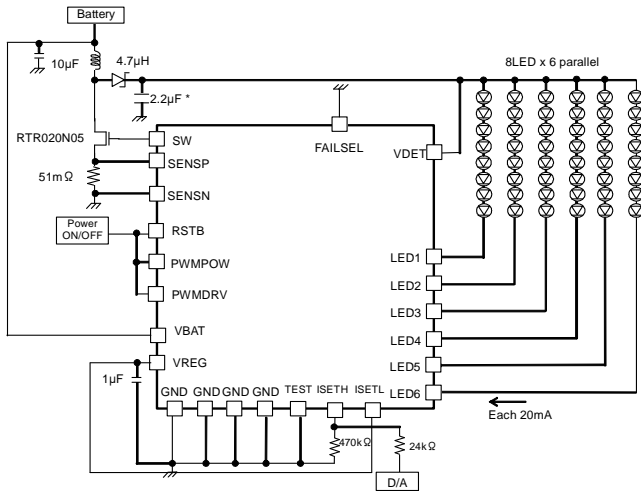 Battery
10µF
4.7µH
2.2µF *
8LED x 6 parallel
RTR020N05
SW
FAILSEL
VDET
SENSP
51mΩ
SENSN
Power
ON/OFF
RSTB
PWMPOW
PWMDRV
LED1
LED2
LED3
LED4
LED5
LED6
VBAT
VREG
1µF
GND GND GND GND TEST ISETH ISETL
Each 20mA
470kΩ
24kΩ
D/A